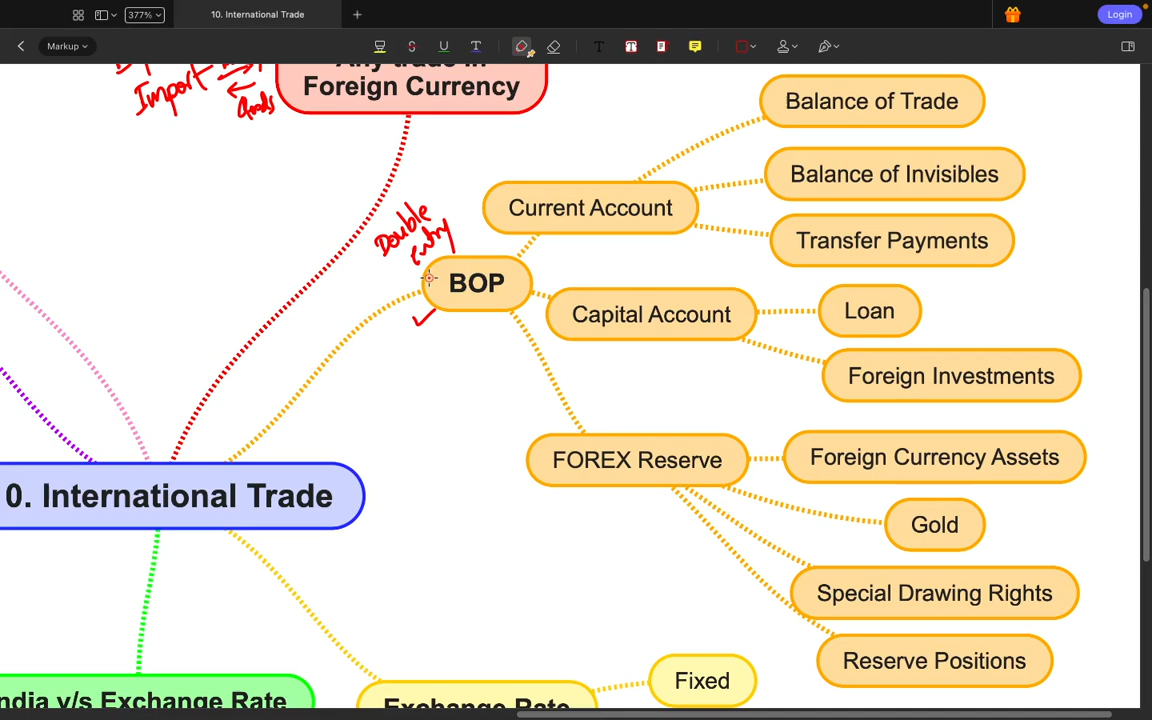 377%
10. International Trade
Login
Markup
Any trade in
Foreign Currency
Import
Goods
Balance of Trade
Balance of Invisibles
Current Account
Transfer Payments
Double
entry
BOP
Capital Account
Loan
Foreign Investments
FOREX Reserve
Foreign Currency Assets
0. International Trade
Gold
Special Drawing Rights
Reserve Positions
Fixed
ndia v/s Exchange Rate
Exchange Rate